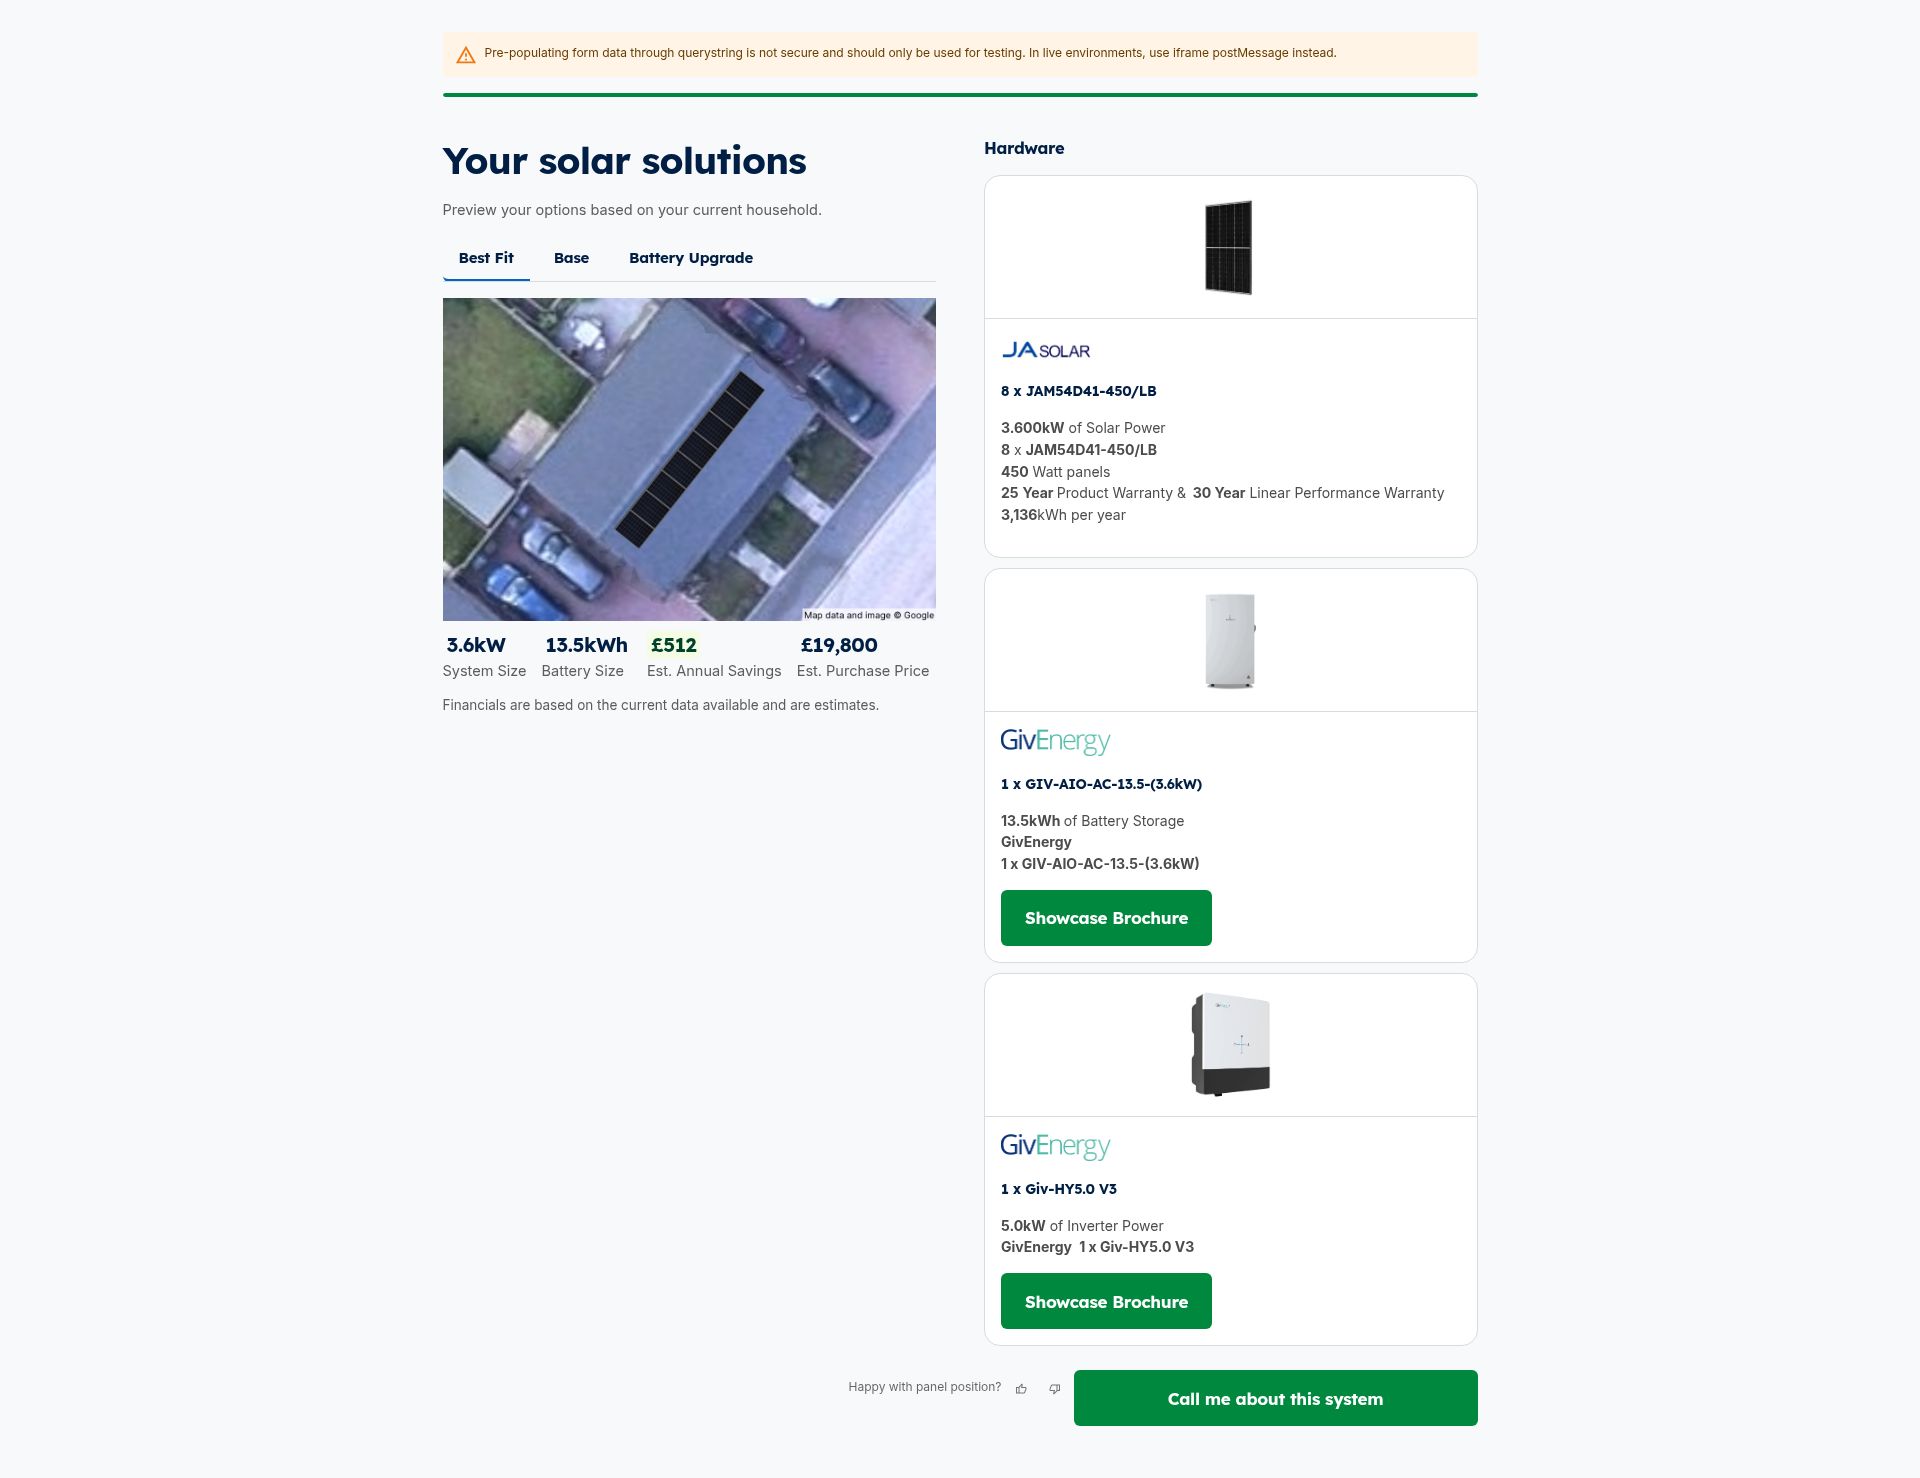 Pre-populating form data through querystring is not secure and should only be used for testing. In live environments, use iframe postMessage instead.
Your solar solutions
Preview your options based on your current household.
Best Fit Base Battery Upgrade
Map data and image © Google
3.6kW 13.5kWh £512 £19,800
System Size Battery Size Est. Annual Savings Est. Purchase Price
Financials are based on the current data available and are estimates.
Hardware
JA SOLAR
8 x JAM54D41-450/LB
3.600kW of Solar Power
8 x JAM54D41-450/LB
450 Watt panels
25 Year Product Warranty & 30 Year Linear Performance Warranty
3,136kWh per year
GivEnergy
1 x GIV-AIO-AC-13.5-(3.6kW)
13.5kWh of Battery Storage
GivEnergy
1 x GIV-AIO-AC-13.5-(3.6kW)
Showcase Brochure
GivEnergy
1 x Giv-HY5.0 V3
5.0kW of Inverter Power
GivEnergy 1 x Giv-HY5.0 V3
Showcase Brochure
Happy with panel position?
Call me about this system